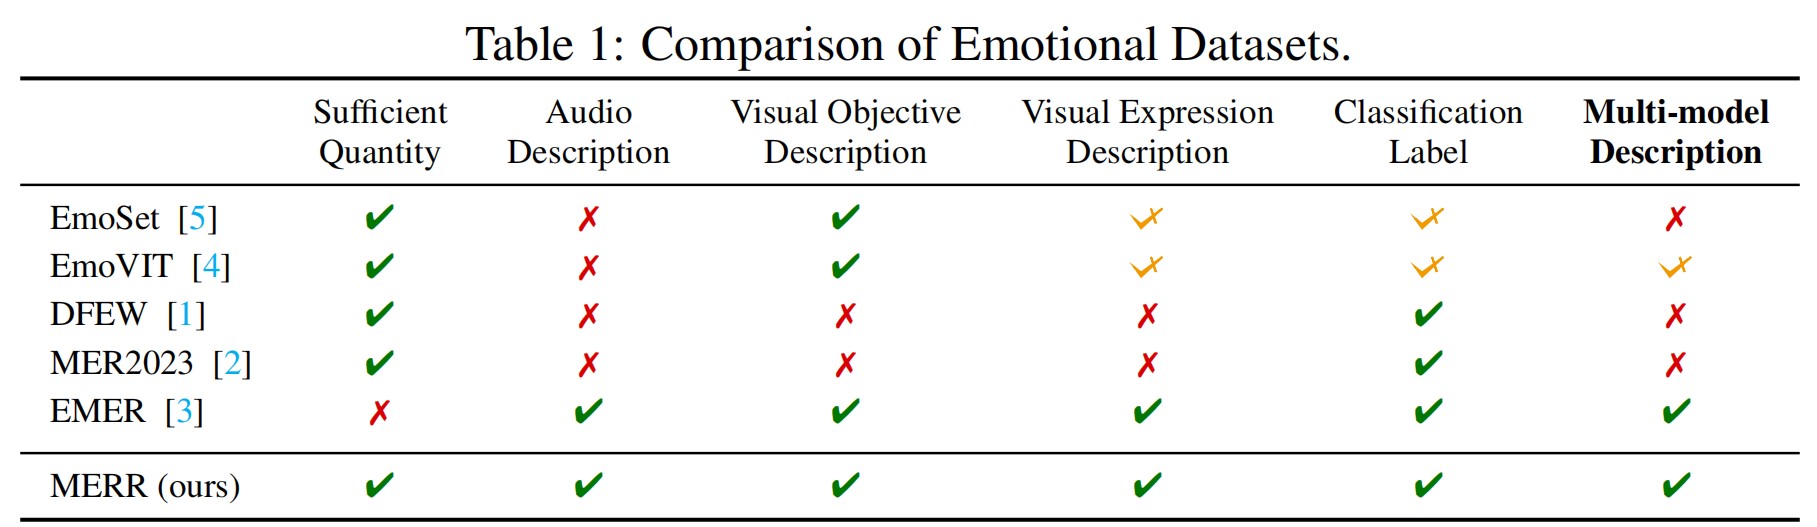 Table 1: Comparison of Emotional Datasets.
Sufficient Quantity Audio Description Visual Objective Description Visual Expression Description Classification Label Multi-model Description
EmoSet [5] ✔ ✗ ✔ ✓✗ ✓✗ ✗
EmoVIT [4] ✔ ✗ ✔ ✓✗ ✓✗ ✓✗
DFEW [1] ✔ ✗ ✗ ✗ ✔ ✗
MER2023 [2] ✔ ✗ ✗ ✗ ✔ ✗
EMER [3] ✗ ✔ ✔ ✔ ✔ ✔
MERR (ours) ✔ ✔ ✔ ✔ ✔ ✔